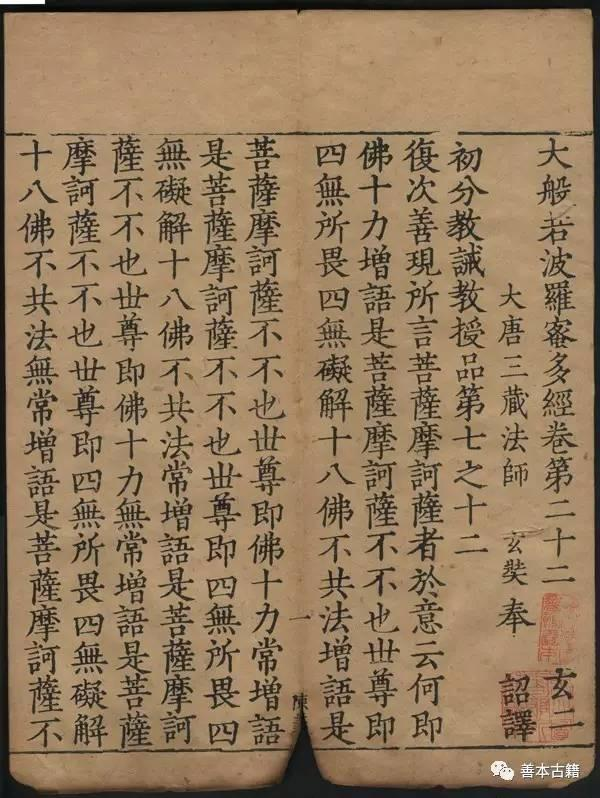 大般若波羅蜜多經卷第二十二 玄二
大唐三藏法師 玄奘奉 詔譯
初分教誡教授品第七之十二
復次善現所言菩薩摩訶薩者於意云何即
佛十力增語是菩薩摩訶薩不不也世尊即
四無所畏四無礙解十八佛不共法增語是
一
陳
菩薩摩訶薩不不也世尊即佛十力常增語
是菩薩摩訶薩不不也世尊即四無所畏四
無礙解十八佛不共法常增語是菩薩摩訶
薩不不也世尊即佛十力無常增語是菩薩
摩訶薩不不也世尊即四無所畏四無礙解
十八佛不共法無常增語是菩薩摩訶薩不
善本古籍